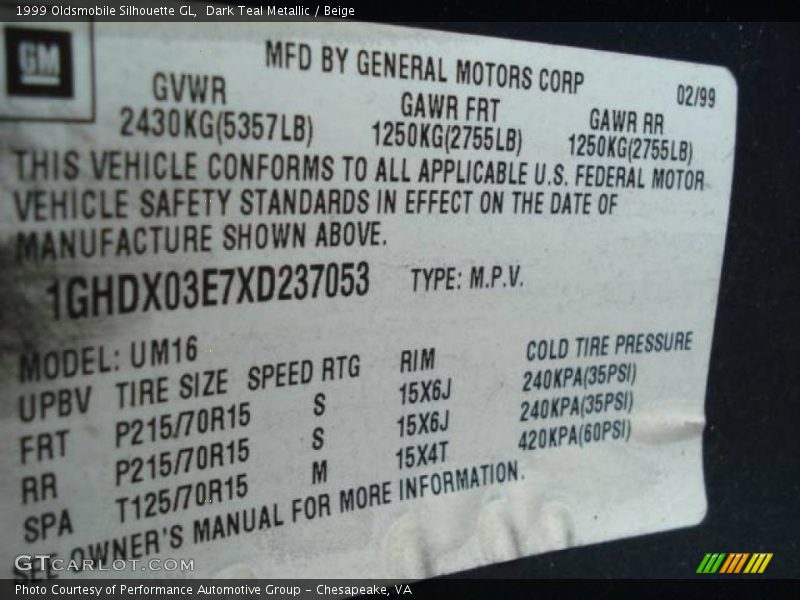 1999 Oldsmobile Silhouette GL, Dark Teal Metallic / Beige
GM
MFD BY GENERAL MOTORS CORP
02/99
GVWR GAWR FRT GAWR RR
2430KG(5357LB) 1250KG(2755LB) 1250KG(2755LB)
THIS VEHICLE CONFORMS TO ALL APPLICABLE U.S. FEDERAL MOTOR
VEHICLE SAFETY STANDARDS IN EFFECT ON THE DATE OF
MANUFACTURE SHOWN ABOVE.
1GHDX03E7XD237053 TYPE: M.P.V.
MODEL: UM16
UPBV TIRE SIZE SPEED RTG RIM COLD TIRE PRESSURE
FRT P215/70R15 S 15X6J 240KPA(35PSI)
RR P215/70R15 S 15X6J 240KPA(35PSI)
SPA T125/70R15 M 15X4T 420KPA(60PSI)
SEE OWNER'S MANUAL FOR MORE INFORMATION.
GTCARLOT.COM
Photo Courtesy of Performance Automotive Group - Chesapeake, VA